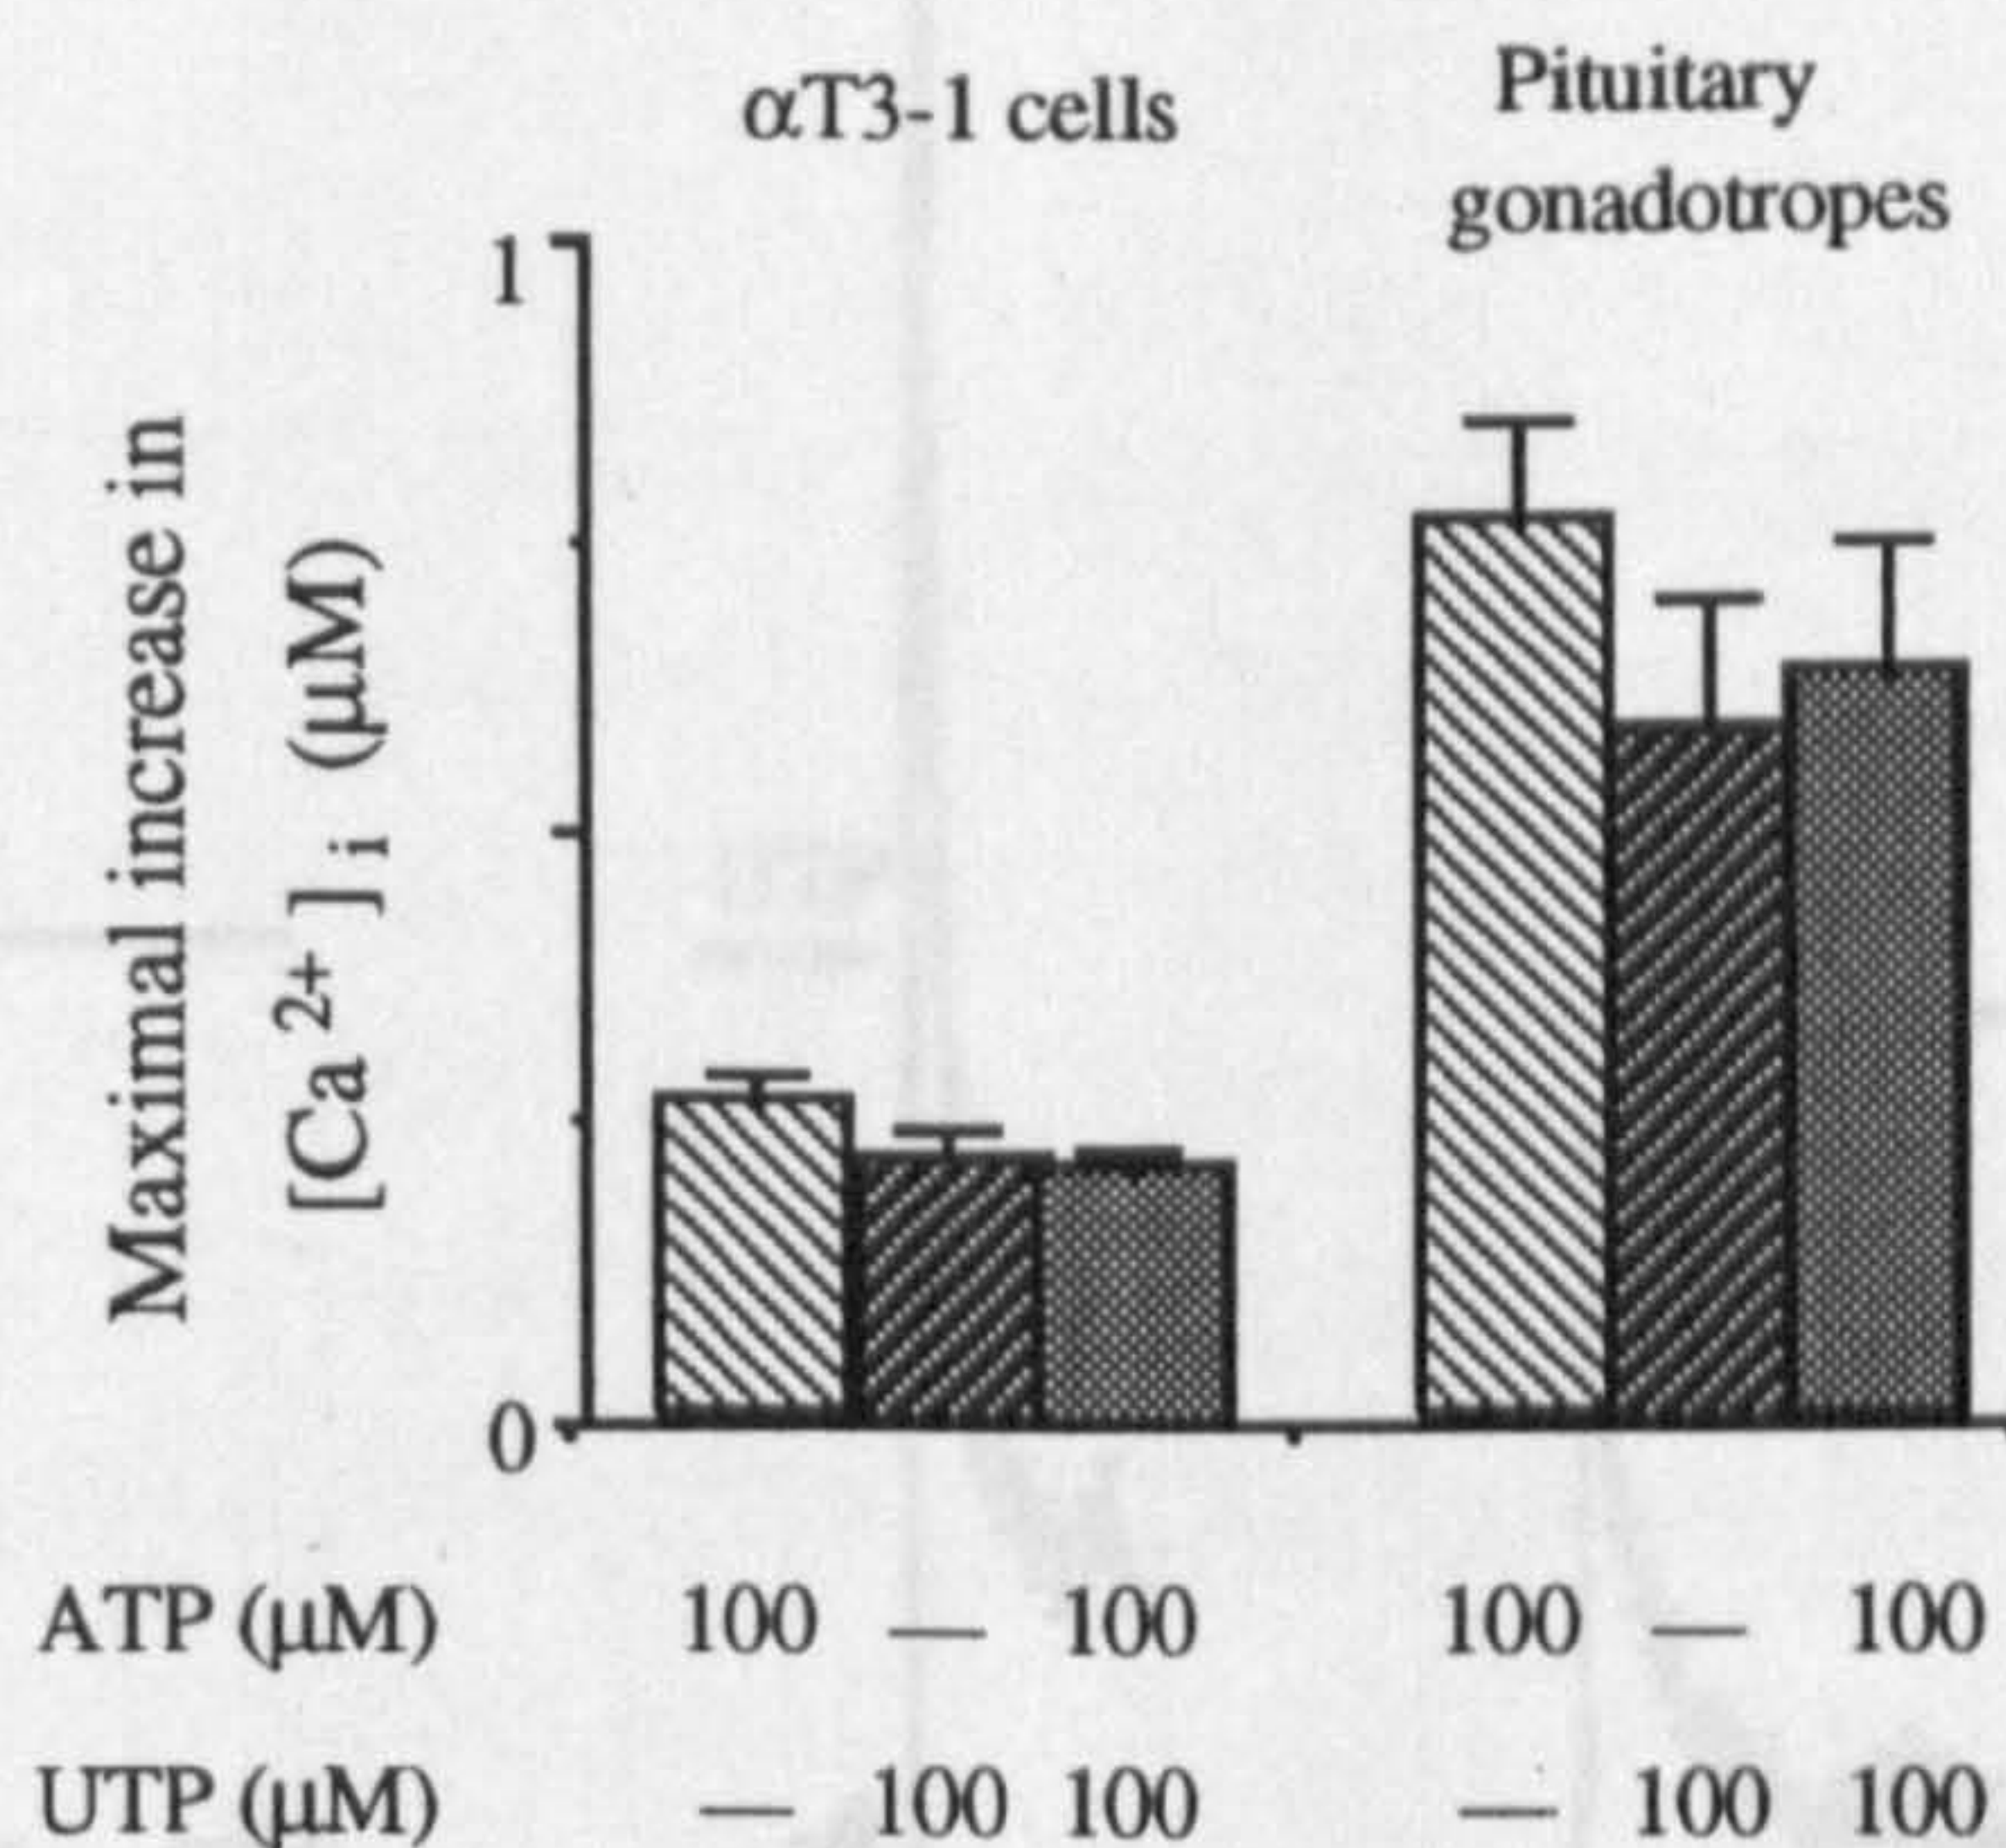 αT3-1 cells
Pituitary
gonadotropes
Maximal increase in
[Ca 2+ ] i (μM)
1
0
ATP (μM) 100 — 100 100 — 100
UTP (μM) — 100 100 — 100 100